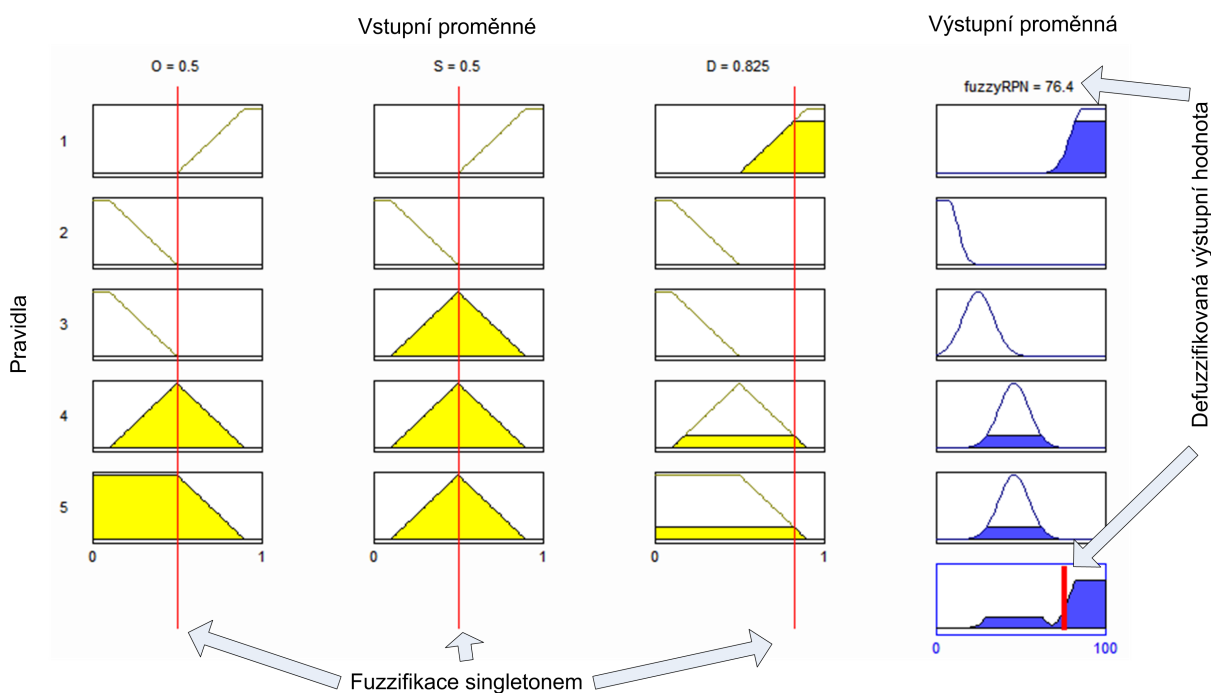 Vstupní proměnné
Výstupní proměnná
O = 0.5
S = 0.5
D = 0.825
fuzzyRPN = 76.4
Pravidla
1
2
3
4
5
0
1
0
1
0
1
0
100
Defuzzifikovaná výstupní hodnota
Fuzzifikace singletonem